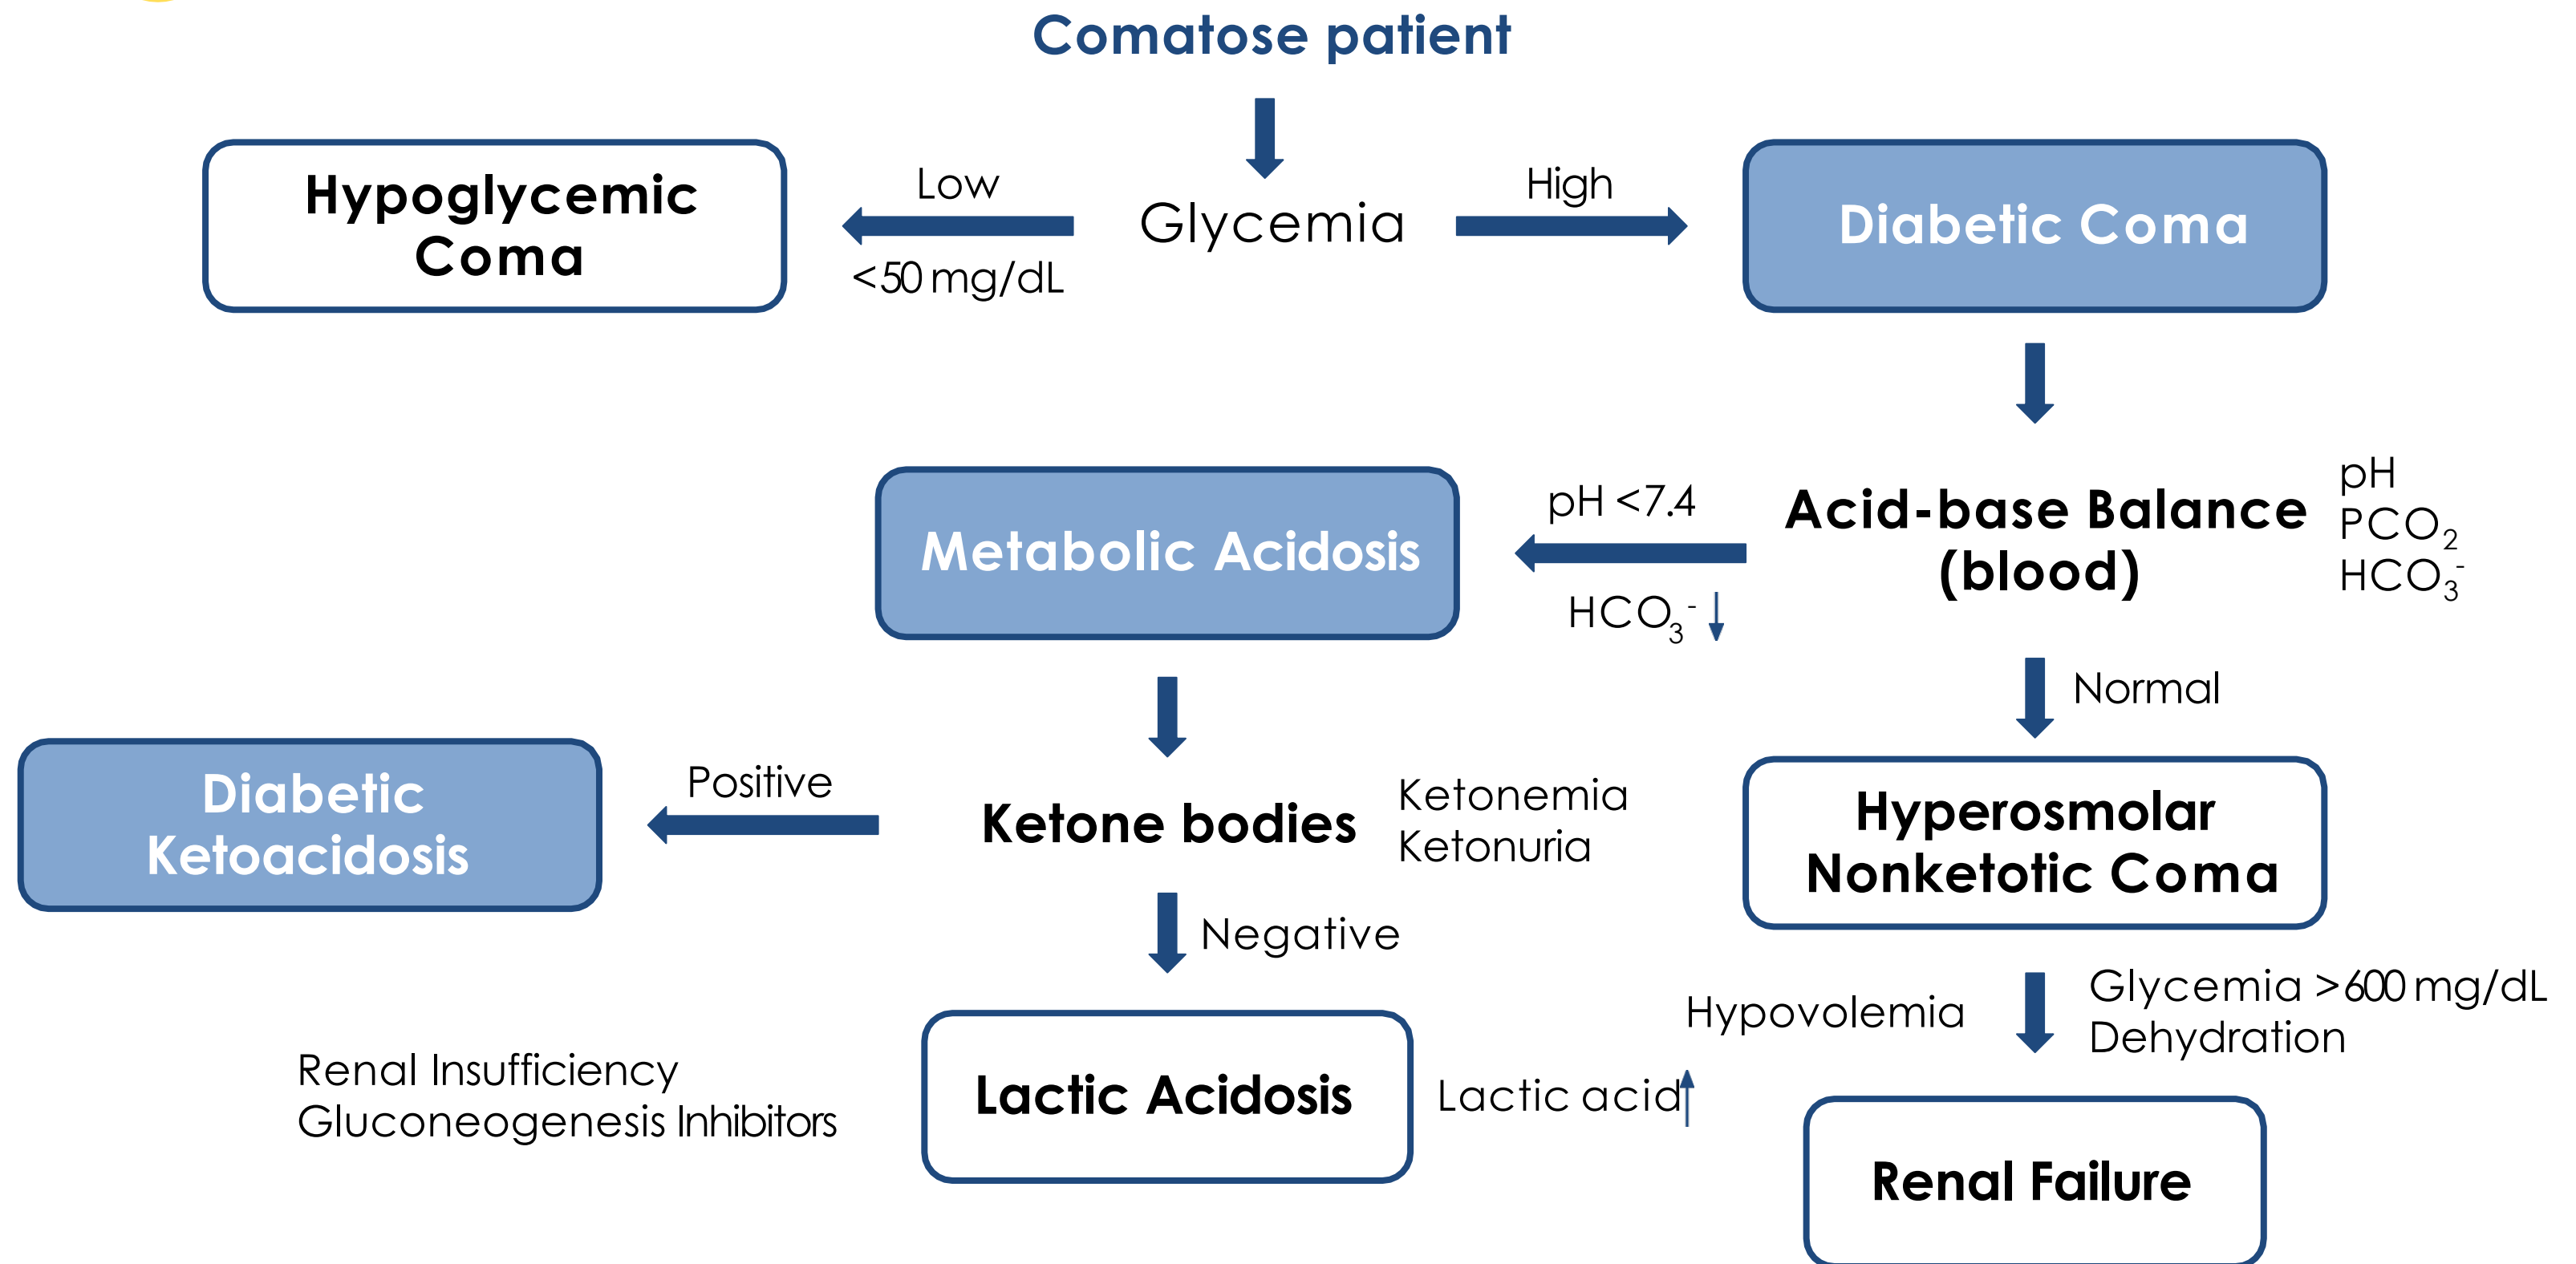 Comatose patient
Hypoglycemic
Coma
Low
<50 mg/dL
Glycemia
High
Diabetic Coma
Metabolic Acidosis
pH <7.4
HCO₃⁻ ↓
Acid-base Balance
(blood)
pH
PCO₂
HCO₃⁻
Normal
Diabetic
Ketoacidosis
Positive
Ketone bodies
Ketonemia
Ketonuria
Hyperosmolar
Nonketotic Coma
Negative
Hypovolemia
Glycemia >600 mg/dL
Dehydration
Renal Insufficiency
Gluconeogenesis Inhibitors
Lactic Acidosis
Lactic acid↑
Renal Failure